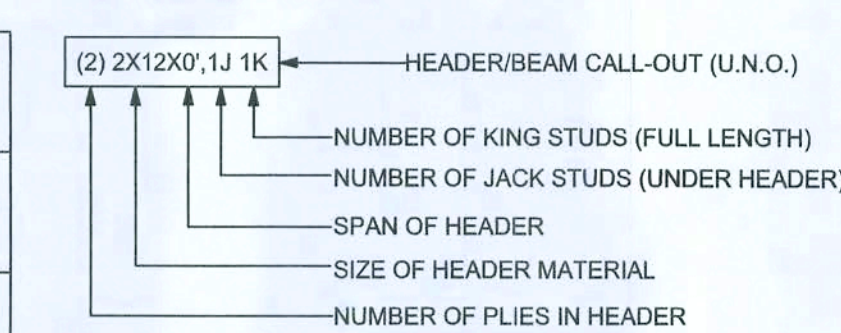 (2) 2X12X0',1J 1K
HEADER/BEAM CALL-OUT (U.N.O.)
NUMBER OF KING STUDS (FULL LENGTH)
NUMBER OF JACK STUDS (UNDER HEADER)
SPAN OF HEADER
SIZE OF HEADER MATERIAL
NUMBER OF PLIES IN HEADER